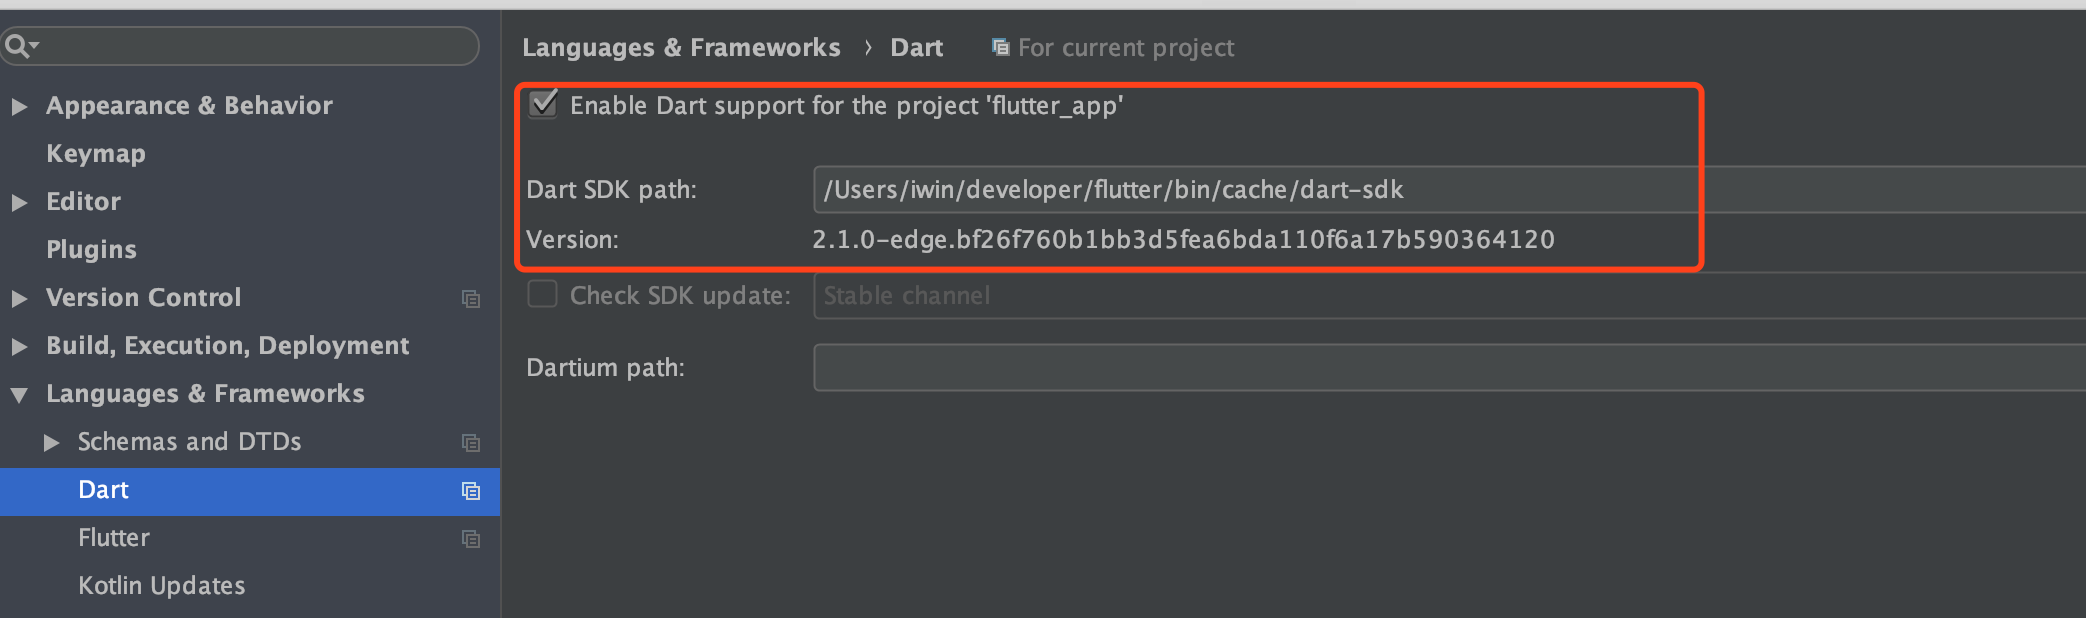 Appearance & Behavior
Keymap
Editor
Plugins
Version Control
Build, Execution, Deployment
Languages & Frameworks
Schemas and DTDs
Dart
Flutter
Kotlin Updates
Languages & Frameworks › Dart For current project
Enable Dart support for the project 'flutter_app'
Dart SDK path: /Users/iwin/developer/flutter/bin/cache/dart-sdk
Version: 2.1.0-edge.bf26f760b1bb3d5fea6bda110f6a17b590364120
Check SDK update: Stable channel
Dartium path: